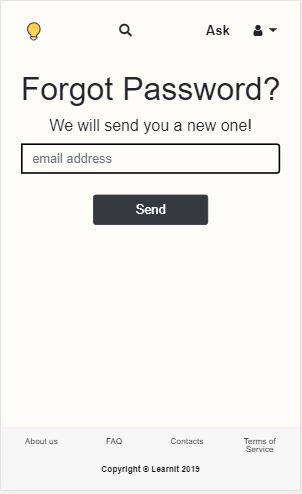 Ask
Forgot Password?
We will send you a new one!
email address
Send
About us FAQ Contacts Terms of
Service
Copyright © Learnit 2019